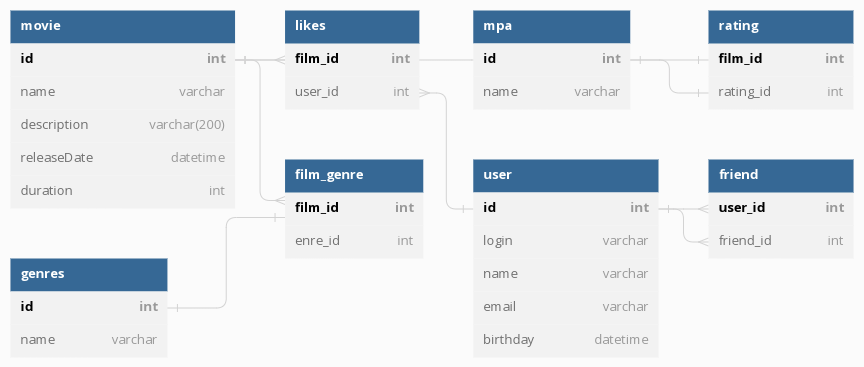 movie
id int
name varchar
description varchar(200)
releaseDate datetime
duration int
likes
film_id int
user_id int
mpa
id int
name varchar
rating
film_id int
rating_id int
film_genre
film_id int
enre_id int
user
id int
login varchar
name varchar
email varchar
birthday datetime
friend
user_id int
friend_id int
genres
id int
name varchar